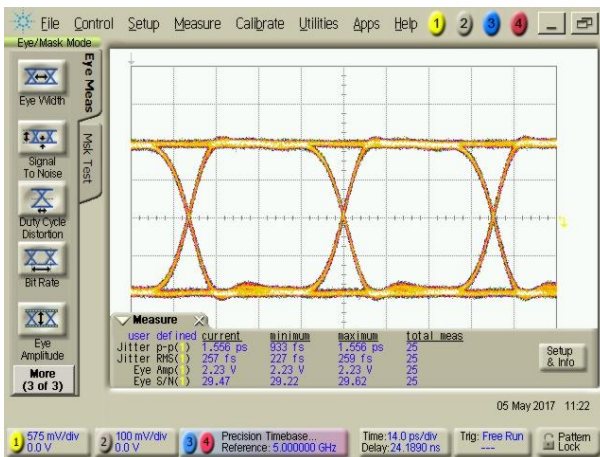 File Control Setup Measure Calibrate Utilities Apps Help 1 2 3 4
Eye/Mask Mode
Eye Meas
Msk Test
Eye Width
Signal
To Noise
Duty Cycle
Distortion
Bit Rate
Eye
Amplitude
More
(3 of 3)
Measure
user defined current minimum maximum total meas
Jitter p-p( ) 1.556 ps 933 fs 1.556 ps 25
Jitter RMS( ) 257 fs 227 fs 259 fs 25
Eye Amp( ) 2.23 V 2.23 V 2.23 V 25
Eye S/N( ) 29.47 29.22 29.62 25
Setup
& Info
05 May 2017 11:22
1 575 mV/div
0.0 V
2 100 mV/div
0.0 V
3 4 Precision Timebase...
Reference: 5.000000 GHz
Time:14.0 ps/div
Delay:24.1890 ns
Trig: Free Run
---
Pattern
Lock